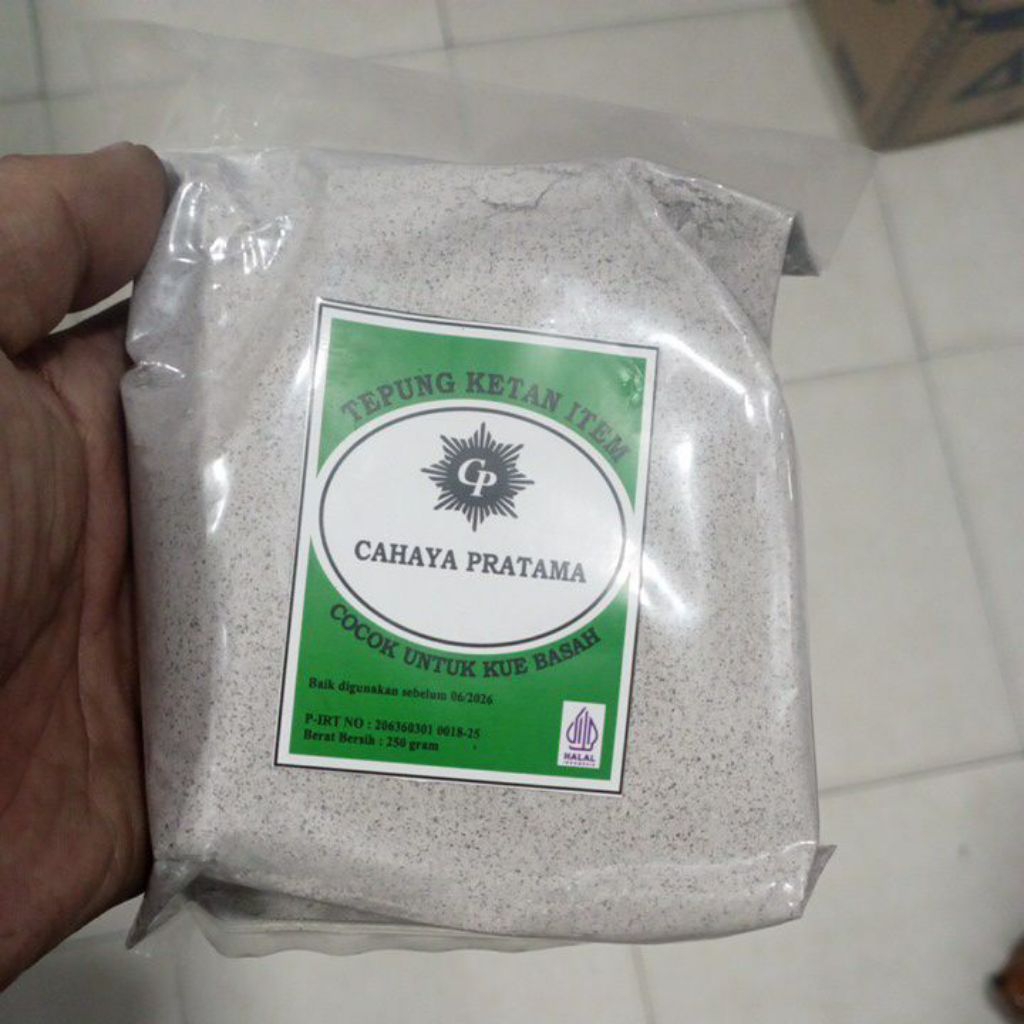 TEPUNG KETAN ITEM
CP
CAHAYA PRATAMA
COCOK UNTUK KUE BASAH
Baik digunakan sebelum 06/2026
P-IRT NO : 206360301 0018-25
Berat Bersih : 250 gram
HALAL
INDONESIA